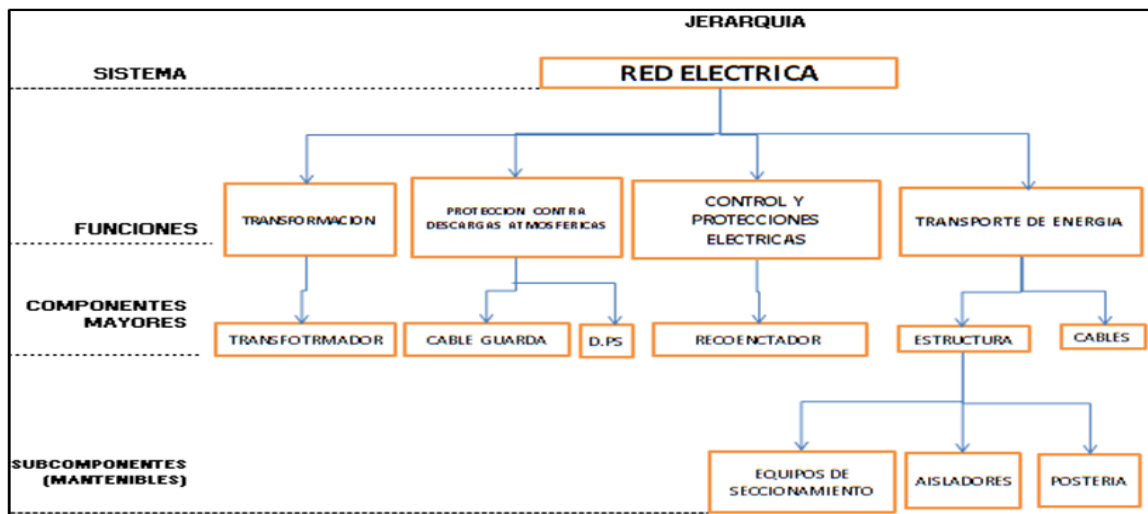 JERARQUIA
SISTEMA
RED ELECTRICA
FUNCIONES
TRANSFORMACION
PROTECCION CONTRA
DESCARGAS ATMOSFERICAS
CONTROL Y
PROTECCIONES
ELECTRICAS
TRANSPORTE DE ENERGIA
COMPONENTES
MAYORES
TRANSFOTRMADOR
CABLE GUARDA
D.PS
RECOENCTADOR
ESTRUCTURA
CABLES
SUBCOMPONENTES
(MANTENIBLES)
EQUIPOS DE
SECCIONAMIENTO
AISLADORES
POSTERIA